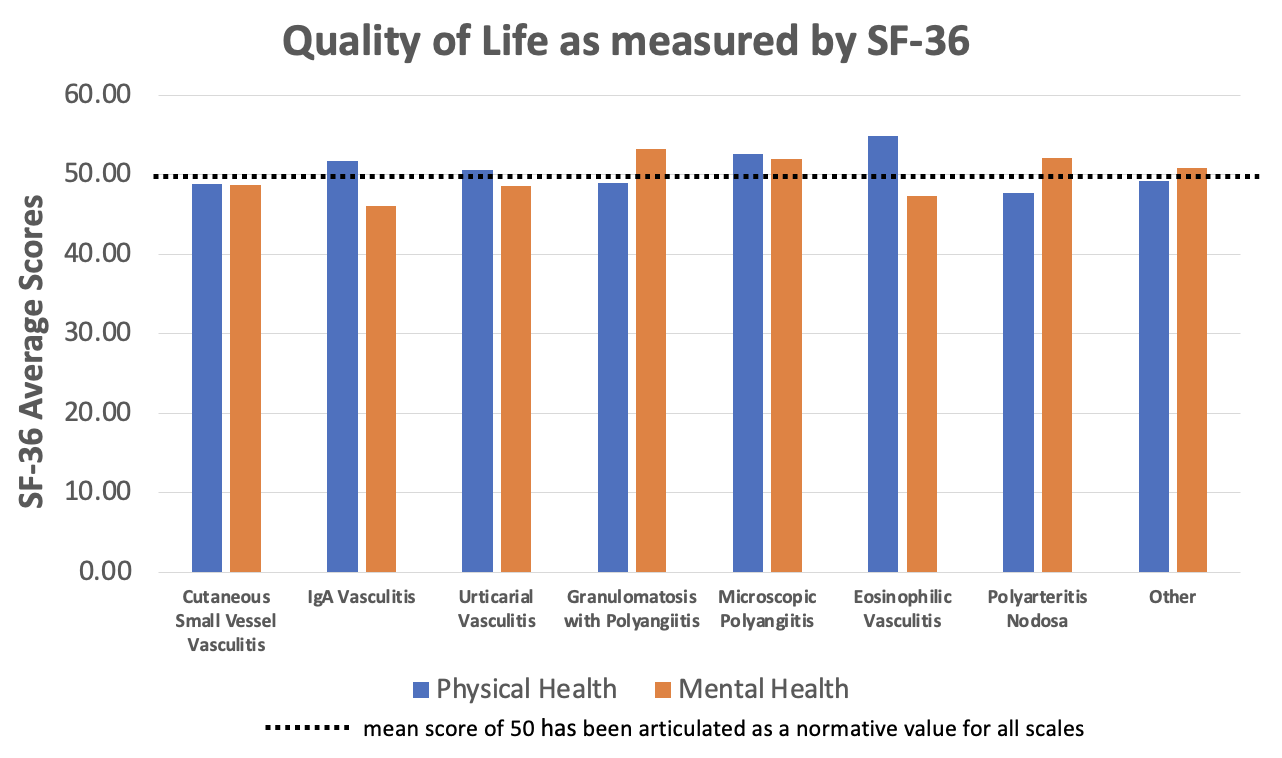 Quality of Life as measured by SF-36
SF-36 Average Scores
60.00
50.00
40.00
30.00
20.00
10.00
0.00
Cutaneous
Small Vessel
Vasculitis
IgA Vasculitis
Urticarial
Vasculitis
Granulomatosis
with Polyangiitis
Microscopic
Polyangiitis
Eosinophilic
Vasculitis
Polyarteritis
Nodosa
Other
Physical Health
Mental Health
mean score of 50 has been articulated as a normative value for all scales